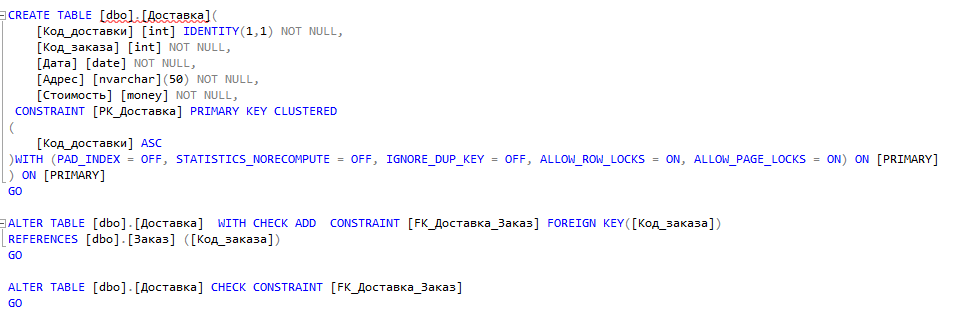 CREATE TABLE [dbo].[Доставка](
    [Код_доставки] [int] IDENTITY(1,1) NOT NULL,
    [Код_заказа] [int] NOT NULL,
    [Дата] [date] NOT NULL,
    [Адрес] [nvarchar](50) NOT NULL,
    [Стоимость] [money] NOT NULL,
 CONSTRAINT [PK_Доставка] PRIMARY KEY CLUSTERED
(
    [Код_доставки] ASC
)WITH (PAD_INDEX = OFF, STATISTICS_NORECOMPUTE = OFF, IGNORE_DUP_KEY = OFF, ALLOW_ROW_LOCKS = ON, ALLOW_PAGE_LOCKS = ON) ON [PRIMARY]
) ON [PRIMARY]
GO

ALTER TABLE [dbo].[Доставка]  WITH CHECK ADD  CONSTRAINT [FK_Доставка_Заказ] FOREIGN KEY([Код_заказа])
REFERENCES [dbo].[Заказ] ([Код_заказа])
GO

ALTER TABLE [dbo].[Доставка] CHECK CONSTRAINT [FK_Доставка_Заказ]
GO